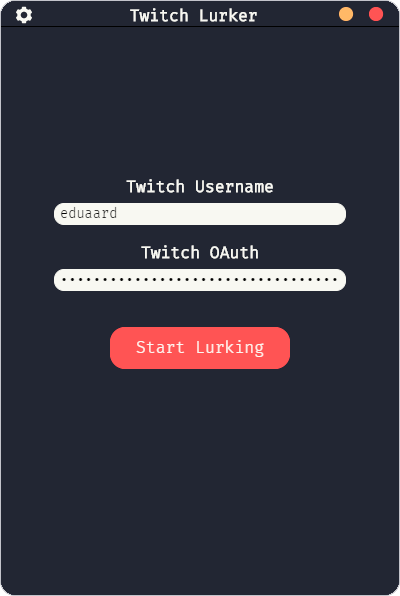 Twitch Lurker
Twitch Username
eduaard
Twitch OAuth
••••••••••••••••••••••••••••••••••
Start Lurking